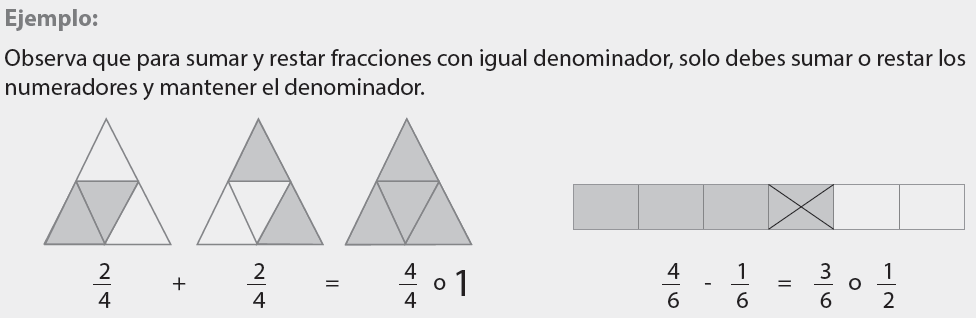 Ejemplo:
Observa que para sumar y restar fracciones con igual denominador, solo debes sumar o restar los
numeradores y mantener el denominador.
2/4 + 2/4 = 4/4 o 1
4/6 - 1/6 = 3/6 o 1/2